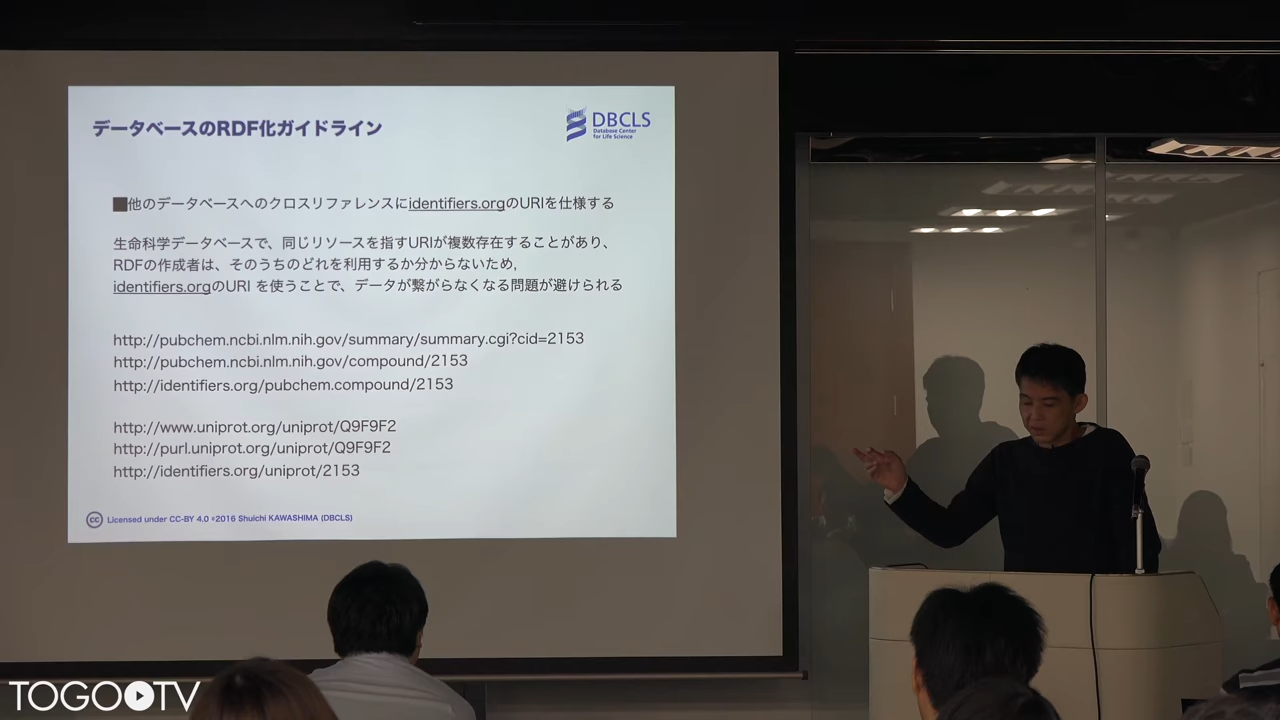 データベースのRDF化ガイドライン
DBCLS
Database Center
for Life Science
■他のデータベースへのクロスリファレンスにidentifiers.orgのURIを仕様する
生命科学データベースで、同じリソースを指すURIが複数存在することがあり、
RDFの作成者は、そのうちのどれを利用するか分からないため,
identifiers.orgのURI を使うことで、データが繋がらなくなる問題が避けられる
http://pubchem.ncbi.nlm.nih.gov/summary/summary.cgi?cid=2153
http://pubchem.ncbi.nlm.nih.gov/compound/2153
http://identifiers.org/pubchem.compound/2153
http://www.uniprot.org/uniprot/Q9F9F2
http://purl.uniprot.org/uniprot/Q9F9F2
http://identifiers.org/uniprot/2153
cc Licensed under CC-BY 4.0 ©2016 Shuichi KAWASHIMA (DBCLS)
TOGO TV